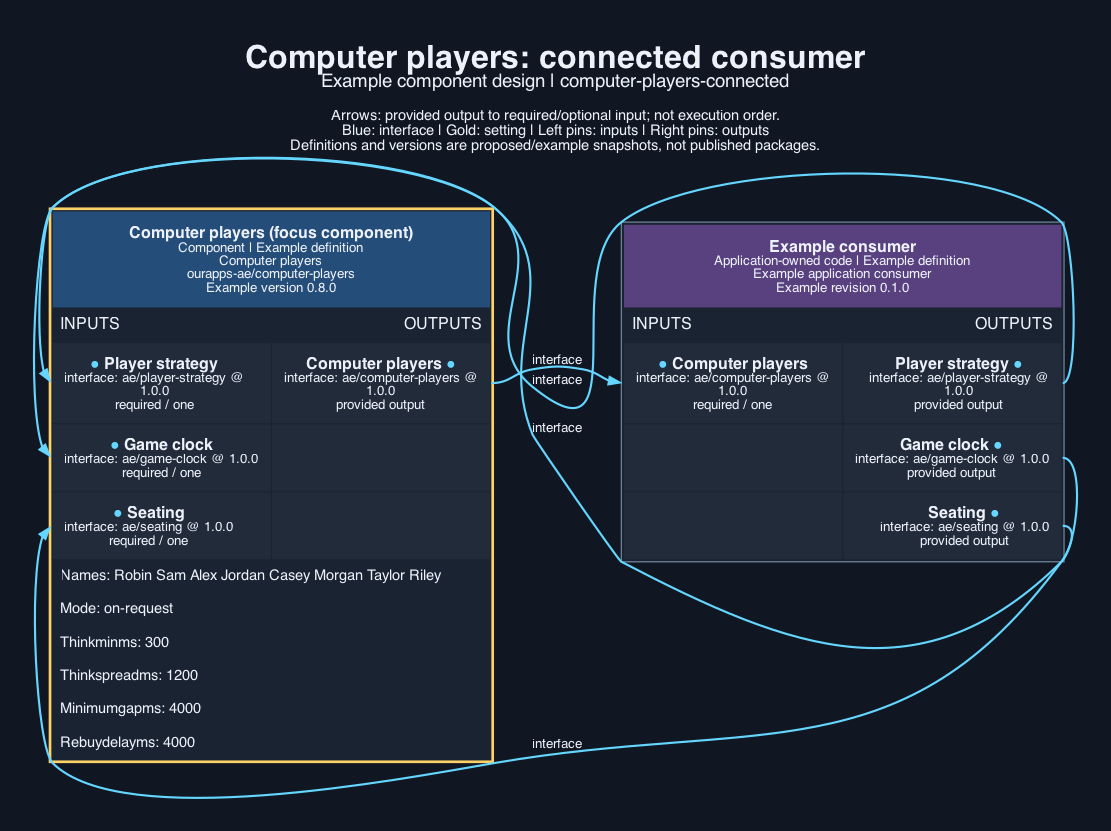 Computer players: connected consumer
Example component design | computer-players-connected
Arrows: provided output to required/optional input; not execution order.
Blue: interface | Gold: setting | Left pins: inputs | Right pins: outputs
Definitions and versions are proposed/example snapshots, not published packages.
Computer players (focus component)
Component | Example definition
Computer players
ourapps-ae/computer-players
Example version 0.8.0
INPUTS
OUTPUTS
● Player strategy
interface: ae/player-strategy @
1.0.0
required / one
Computer players ●
interface: ae/computer-players @
1.0.0
provided output
● Game clock
interface: ae/game-clock @ 1.0.0
required / one
● Seating
interface: ae/seating @ 1.0.0
required / one
Names: Robin Sam Alex Jordan Casey Morgan Taylor Riley
Mode: on-request
Thinkminms: 300
Thinkspreadms: 1200
Minimumgapms: 4000
Rebuydelayms: 4000
interface
interface
interface
interface
Example consumer
Application-owned code | Example definition
Example application consumer
Example revision 0.1.0
INPUTS
OUTPUTS
● Computer players
interface: ae/computer-players @
1.0.0
required / one
Player strategy ●
interface: ae/player-strategy @
1.0.0
provided output
Game clock ●
interface: ae/game-clock @ 1.0.0
provided output
Seating ●
interface: ae/seating @ 1.0.0
provided output